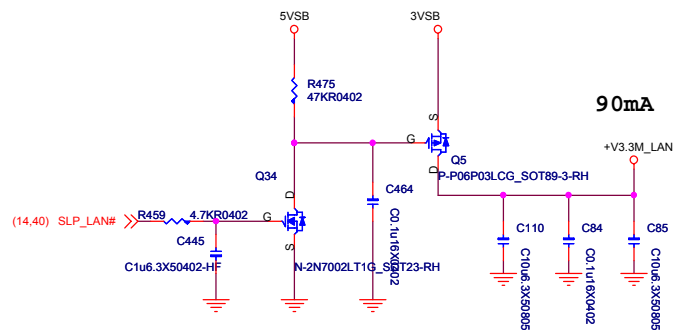 5VSB
3VSB
R475
47KR0402
90mA
S
G
Q5
+V3.3M_LAN
D
P-P06P03LCG_SOT89-3-RH
Q34
D
C464
C0.1u16X0402
(14,40) SLP_LAN#
R459
4.7KR0402
G
C445
S
C1u6.3X50402-HF
N-2N7002LT1G_SOT23-RH
C110
C10u6.3X50805
C84
C0.1u16X0402
C85
C10u6.3X50805